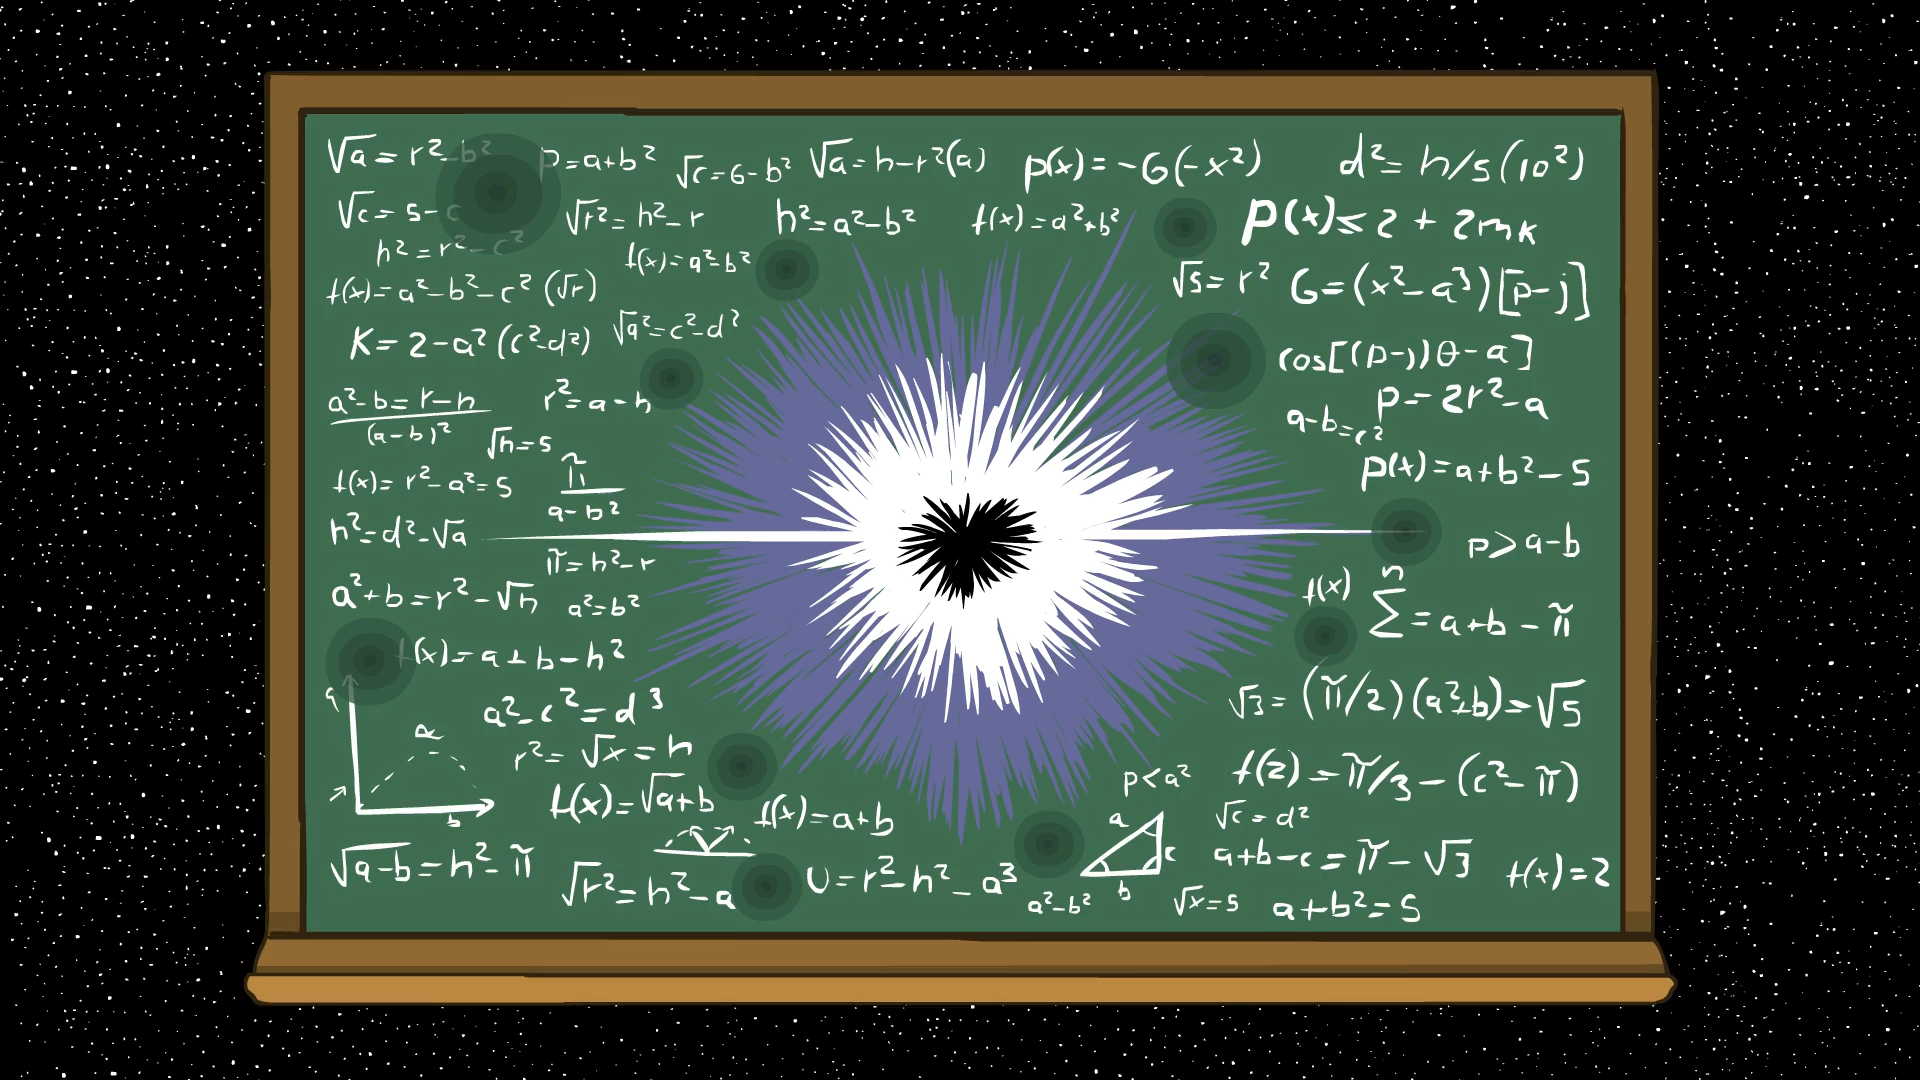 √a = r² - b²
p = a+b²
√c = 6 - b²
√a = h - r²(a)
p(x) = -G(-x²)
d² = h/s(10²)
√c = s - c
√r² = h² - r
h² = a² - b²
f(x) = a² + b²
P(x) ≤ 2 + 2mk
h² = r² - c²
f(x) = a² - b²
√s = r²
G = (x² - a³)[p-j]
f(x) = a² - b² - c² (√r)
K = 2 - a² (c² - d²)
√a² = c² - d²
cos[(p-j)θ - a]
a² - b = r - h
(a - b)²
r² = a - h
p = 2r² - a
a - b = c²
√h = s
f(x) = r² - a² = s
π
a - b²
p(x) = a + b² - s
h² = d² - √a
π = h² - r
p > a - b
a² + b = r² - √h
a² = b²
f(x)
n
∑ = a + b - π
f(x) = a + b - h²
a² - c² = d³
√3 = (π/2)(a² + b) = √5
a
R
r² = √x = h
b
p < a²
f(2) = π/3 - (c² - π)
f(x) = √a+b
f(x) = a + b
a
c
b
√c = d²
√a-b = h² - π
√r² = h² - a
U = r² - h² - a³
a + b - c = π - √3
f(x) = 2
a² - b²
√x = s
a + b² = s